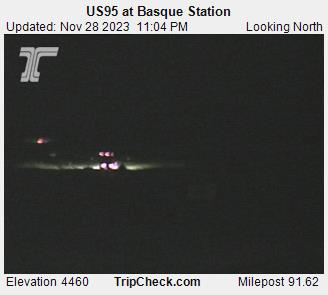 US95 at Basque Station
Updated: Nov 28 2023 11:04 PM Looking North
Elevation 4460 TripCheck.com Milepost 91.62